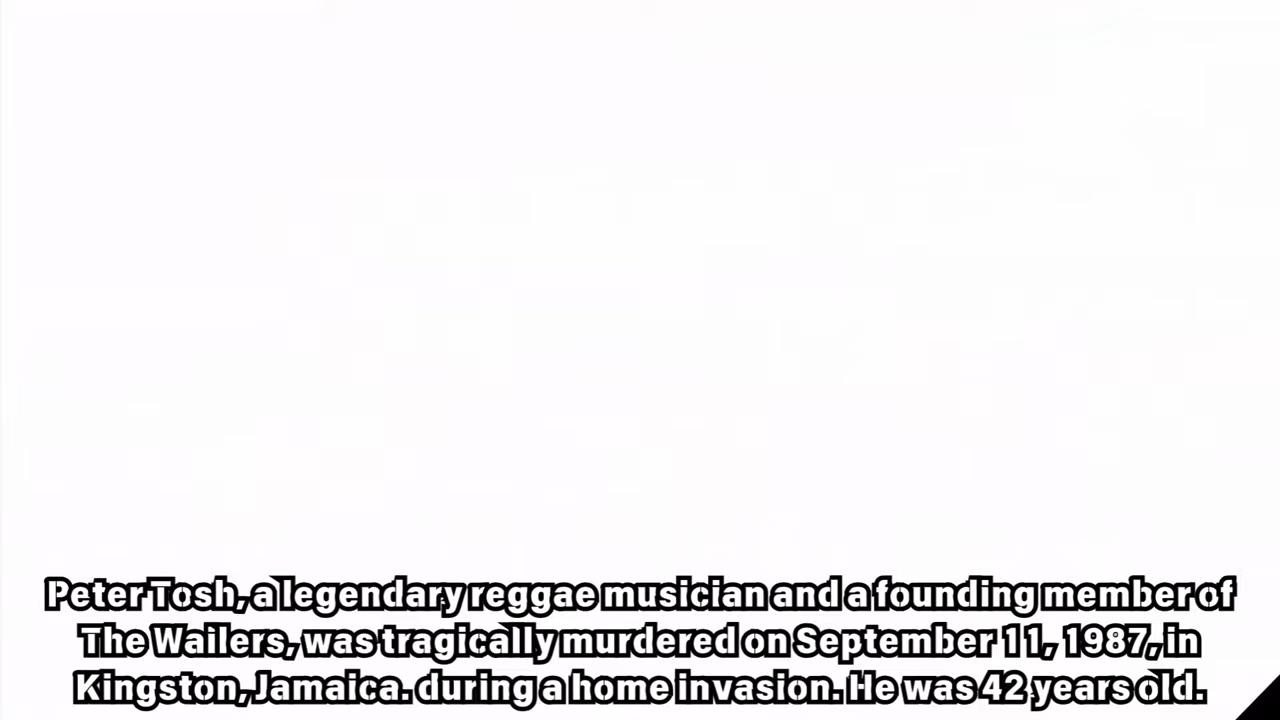 Peter Tosh, a legendary reggae musician and a founding member of
The Wailers, was tragically murdered on September 11, 1987, in
Kingston, Jamaica. during a home invasion. He was 42 years old.